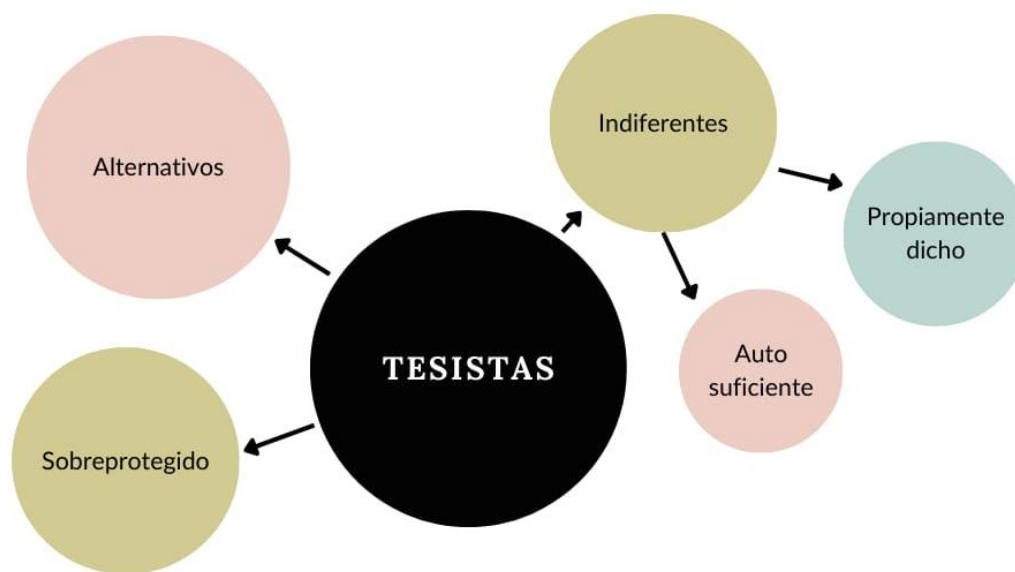 Alternativos
Indiferentes
Propiamente
dicho
TESISTAS
Auto
suficiente
Sobreprotegido